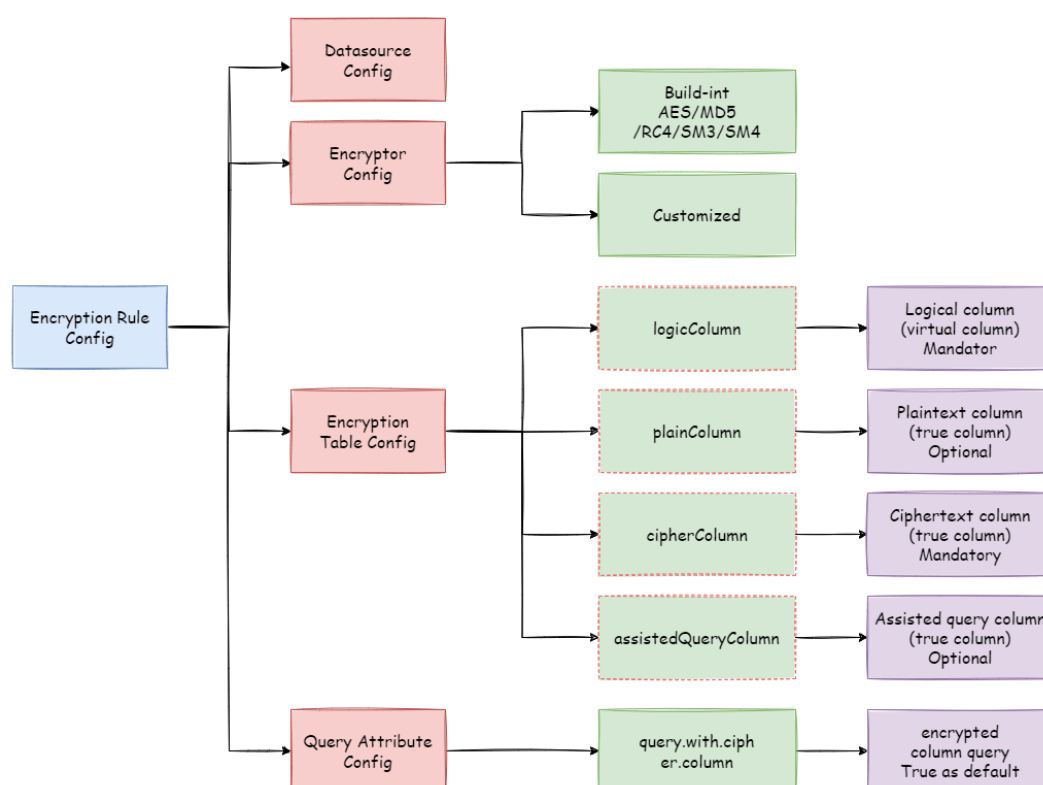 Datasource
Config
Encryptor
Config
Build-int
AES/MD5
/RC4/SM3/SM4
Customized
Encryption Rule
Config
Encryption
Table Config
logicColumn
Logical column
(virtual column)
Mandator
plainColumn
Plaintext column
(true column)
Optional
cipherColumn
Ciphertext column
(true column)
Mandatory
assistedQueryColumn
Assisted query column
(true column)
Optional
Query Attribute
Config
query.with.ciph
er.column
encrypted
column query
True as default